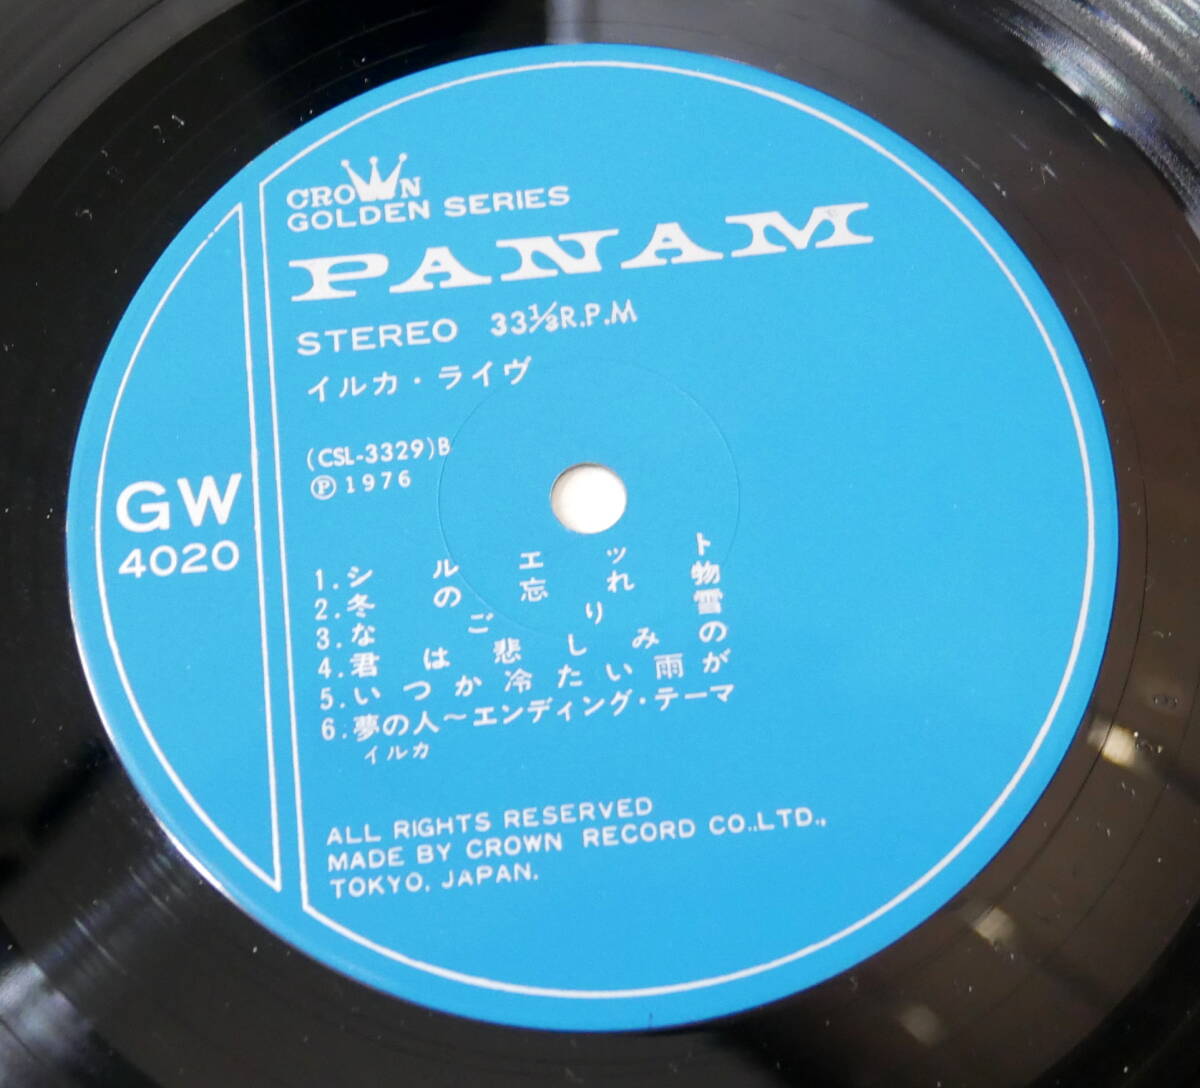 CROWN
GOLDEN SERIES
PANAM
STEREO 33⅓R.P.M
イルカ・ライヴ
(CSL-3329)B
Ⓟ1976
GW
4020
1.シルエット
2.冬の忘れ物
3.なごり雪
4.君は悲しみの
5.いつか冷たい雨が
6.夢の人〜エンディング・テーマ
イルカ
ALL RIGHTS RESERVED
MADE BY CROWN RECORD CO.,LTD.,
TOKYO, JAPAN.